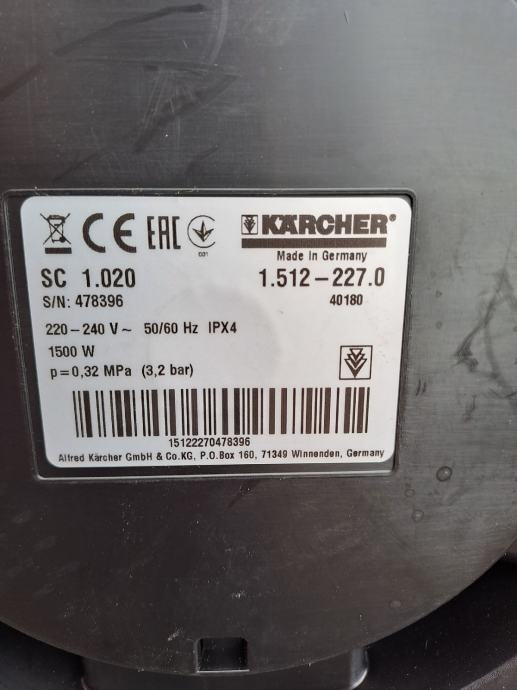 CE EAC 001 KÄRCHER®
Made in Germany
SC 1.020 1.512-227.0
S/N: 478396 40180
220-240 V~ 50/60 Hz IPX4
1500 W
p=0,32 MPa (3,2 bar)
15122270478396
Alfred Kärcher GmbH & Co.KG, P.O.Box 160, 71349 Winnenden, Germany